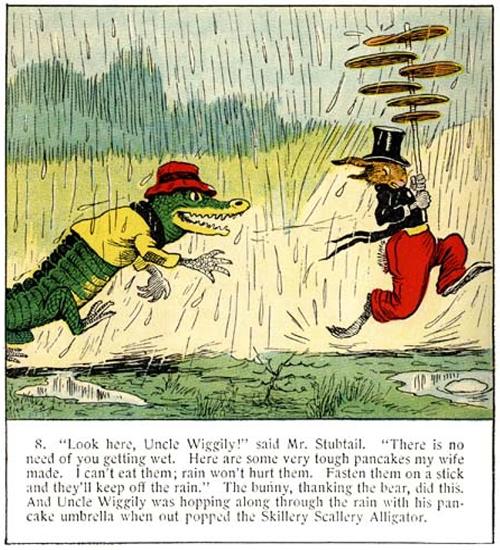 8. "Look here, Uncle Wiggily!" said Mr. Stubtail. "There is no
need of you getting wet. Here are some very tough pancakes my wife
made. I can't eat them; rain won't hurt them. Fasten them on a stick
and they'll keep off the rain." The bunny, thanking the bear, did this.
And Uncle Wiggily was hopping along through the rain with his pan-
cake umbrella when out popped the Skillery Scallery Alligator.